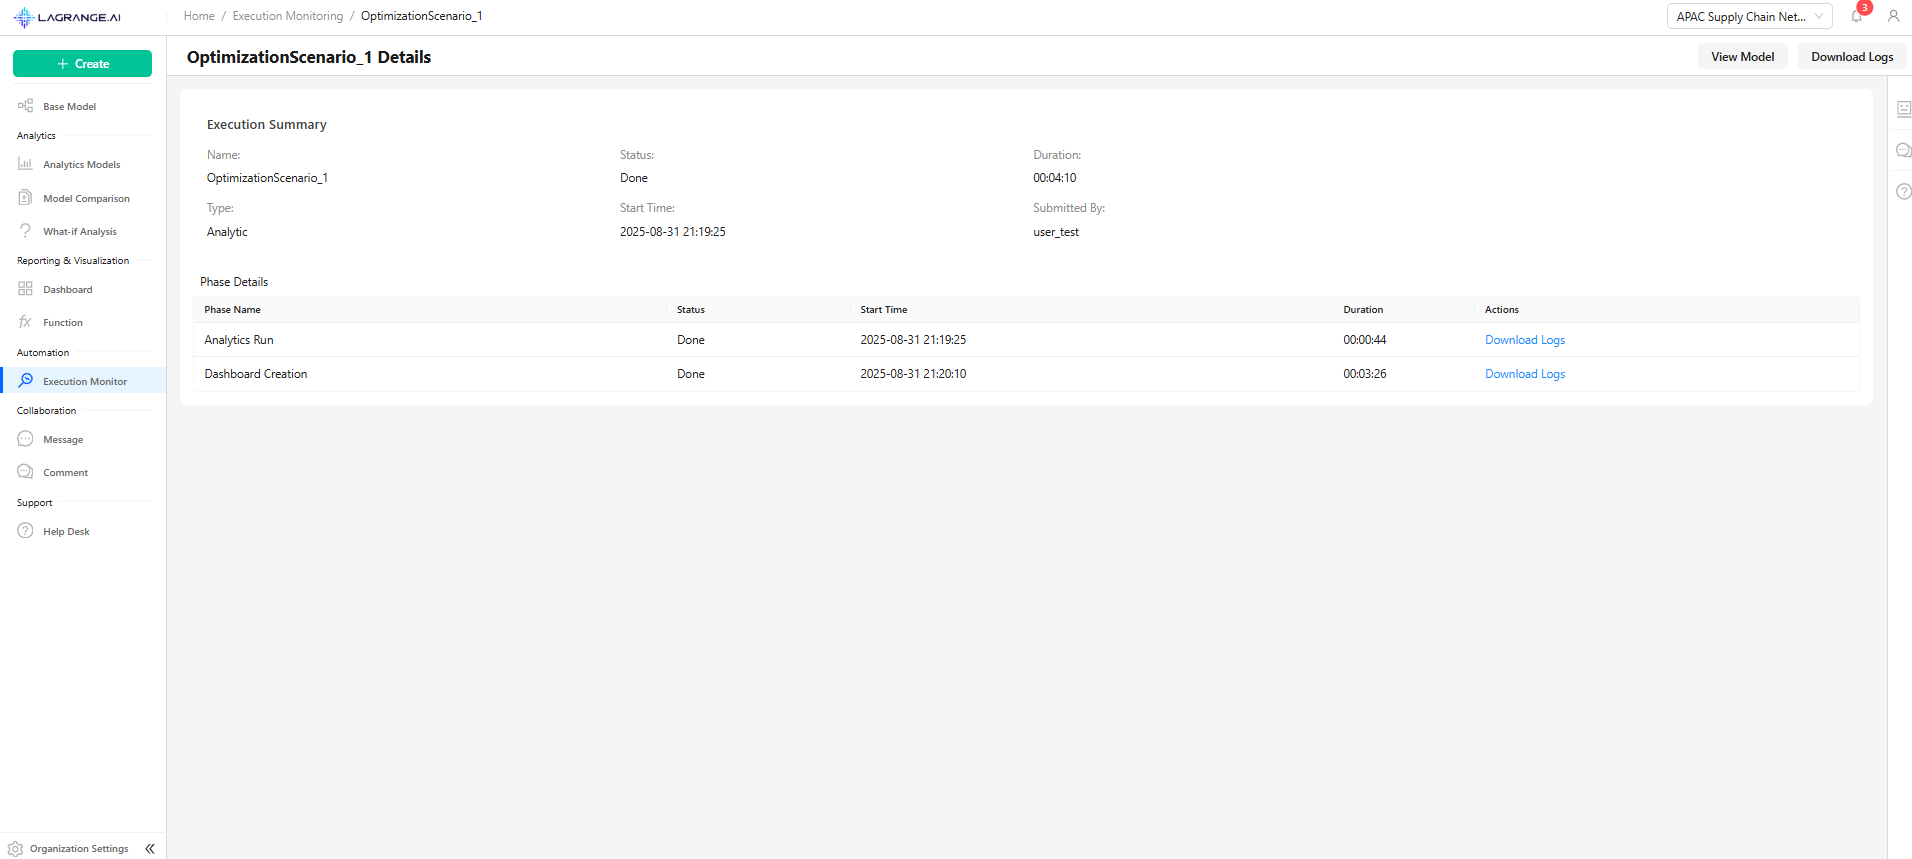 LAGRANGE.AI
Home / Execution Monitoring / OptimizationScenario_1
APAC Supply Chain Net...
3
Create
OptimizationScenario_1 Details
View Model
Download Logs
Base Model
Analytics
Analytics Models
Model Comparison
What-if Analysis
Reporting & Visualization
Dashboard
Function
Automation
Execution Monitor
Collaboration
Message
Comment
Support
Help Desk
Organization Settings
Execution Summary
Name:
OptimizationScenario_1
Status:
Done
Duration:
00:04:10
Type:
Analytic
Start Time:
2025-08-31 21:19:25
Submitted By:
user_test
Phase Details
Phase Name Status Start Time Duration Actions
Analytics Run Done 2025-08-31 21:19:25 00:00:44 Download Logs
Dashboard Creation Done 2025-08-31 21:20:10 00:03:26 Download Logs